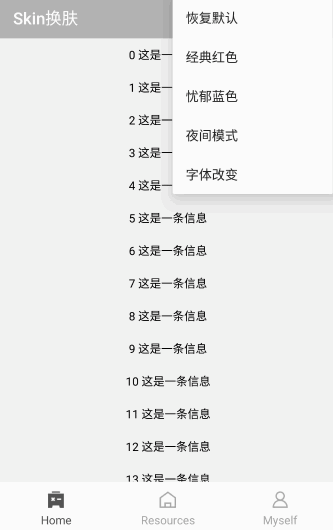 Skin换肤
恢复默认
经典红色
忧郁蓝色
夜间模式
字体改变
0 这是一
1 这是一
2 这是一
3 这是一
4 这是一
5 这是一条信息
6 这是一条信息
7 这是一条信息
8 这是一条信息
9 这是一条信息
10 这是一条信息
11 这是一条信息
12 这是一条信息
13 这是一条信息
Home
Resources
Myself